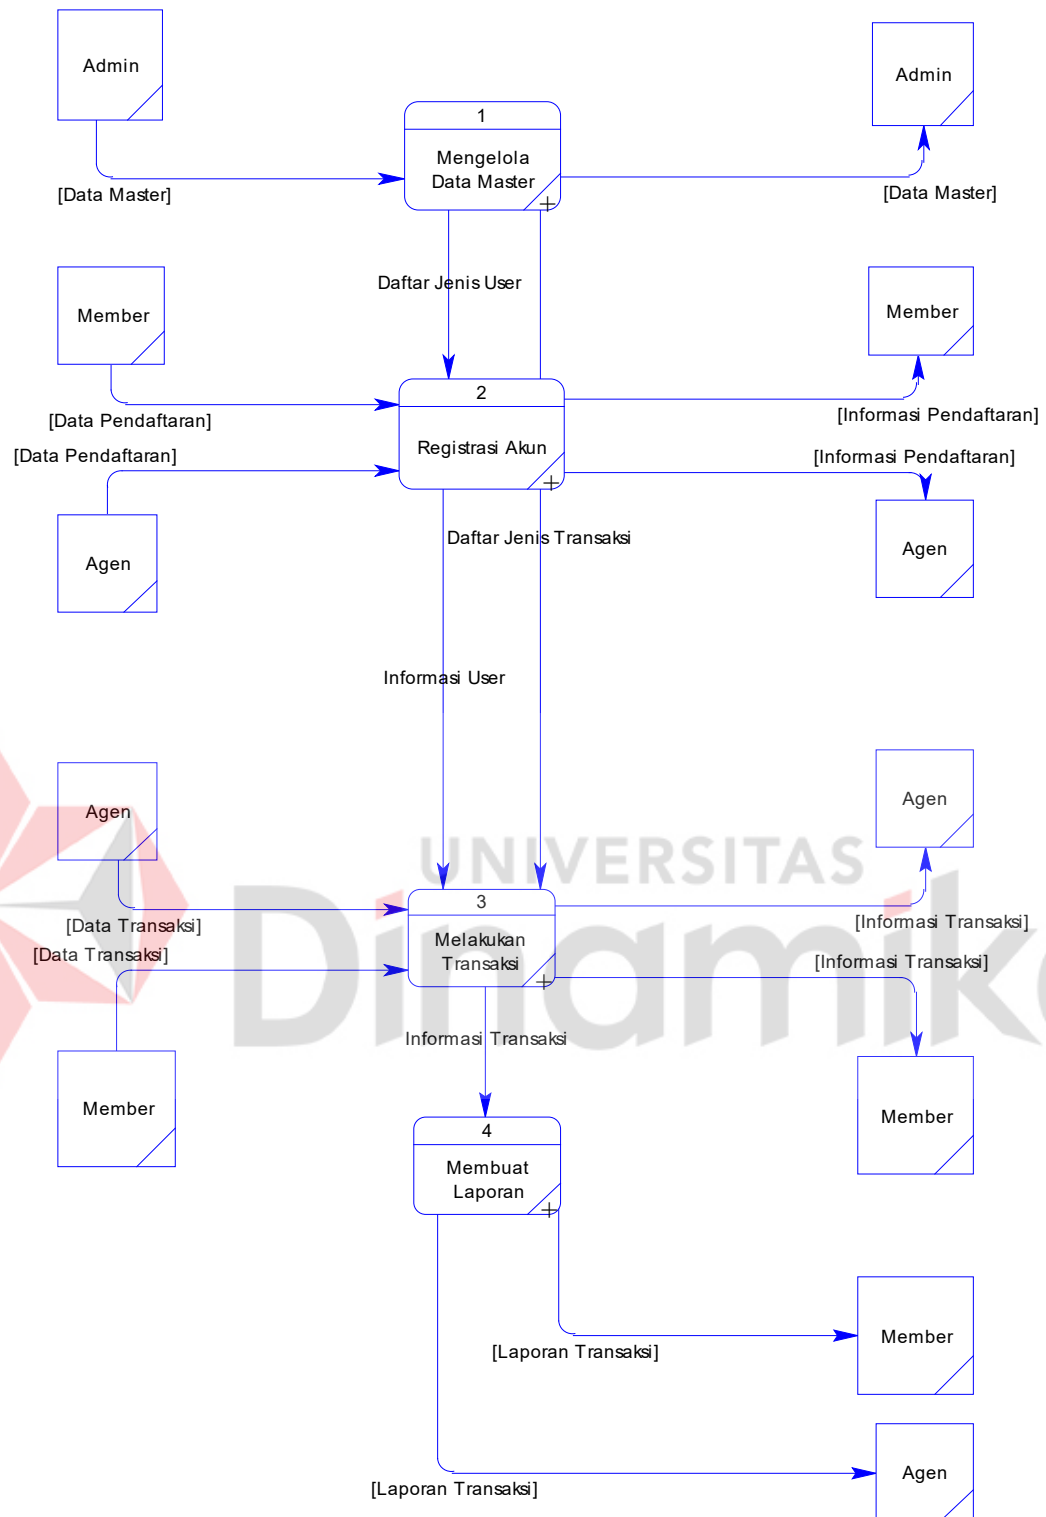 Admin
Admin
1
Mengelola
Data Master
[Data Master]
[Data Master]
Daftar Jenis User
Member
Member
2
[Data Pendaftaran]
[Informasi Pendaftaran]
Registrasi Akun
[Data Pendaftaran]
[Informasi Pendaftaran]
Daftar Jenis Transaksi
Agen
Agen
Informasi User
Agen
Agen
UNIVERSITAS
Dinamika
3
[Data Transaksi]
[Informasi Transaksi]
Melakukan
Transaksi
[Data Transaksi]
[Informasi Transaksi]
Informasi Transaksi
Member
Member
4
Membuat
Laporan
Member
[Laporan Transaksi]
Agen
[Laporan Transaksi]